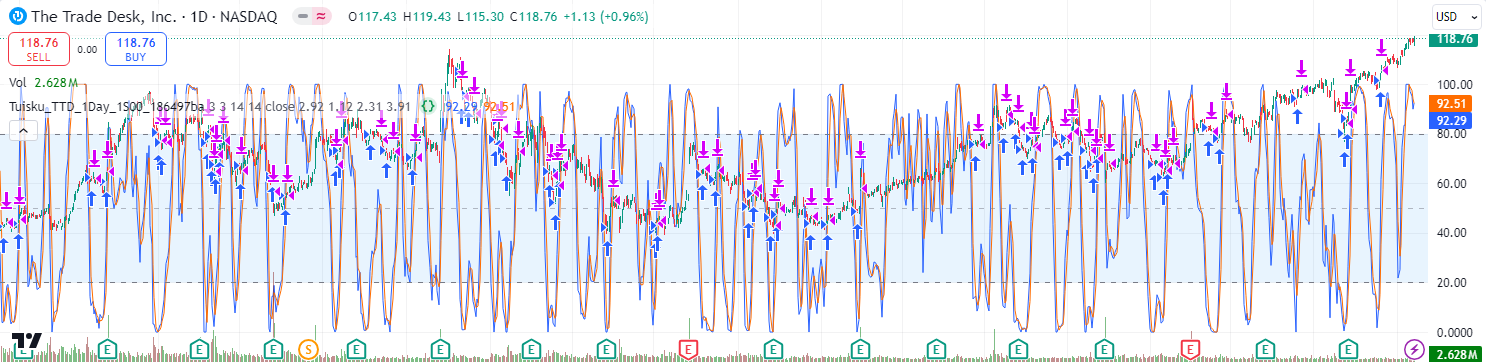 The Trade Desk, Inc. · 1D · NASDAQ O117.43 H119.43 L115.30 C118.76 +1.13 (+0.96%)
USD
118.76 SELL
0.00
118.76 BUY
118.76
Vol 2.628 M
100.00
Tuisku_TTD_1Day_1S00_186497ba 3 3 14 14 close 2.92 1.12 2.31 3.91 {} 92.29 92.51
92.51
92.29
80.00
60.00
40.00
20.00
0.0000
E E E E S E E E E E E E E E E E E E
2.628 M